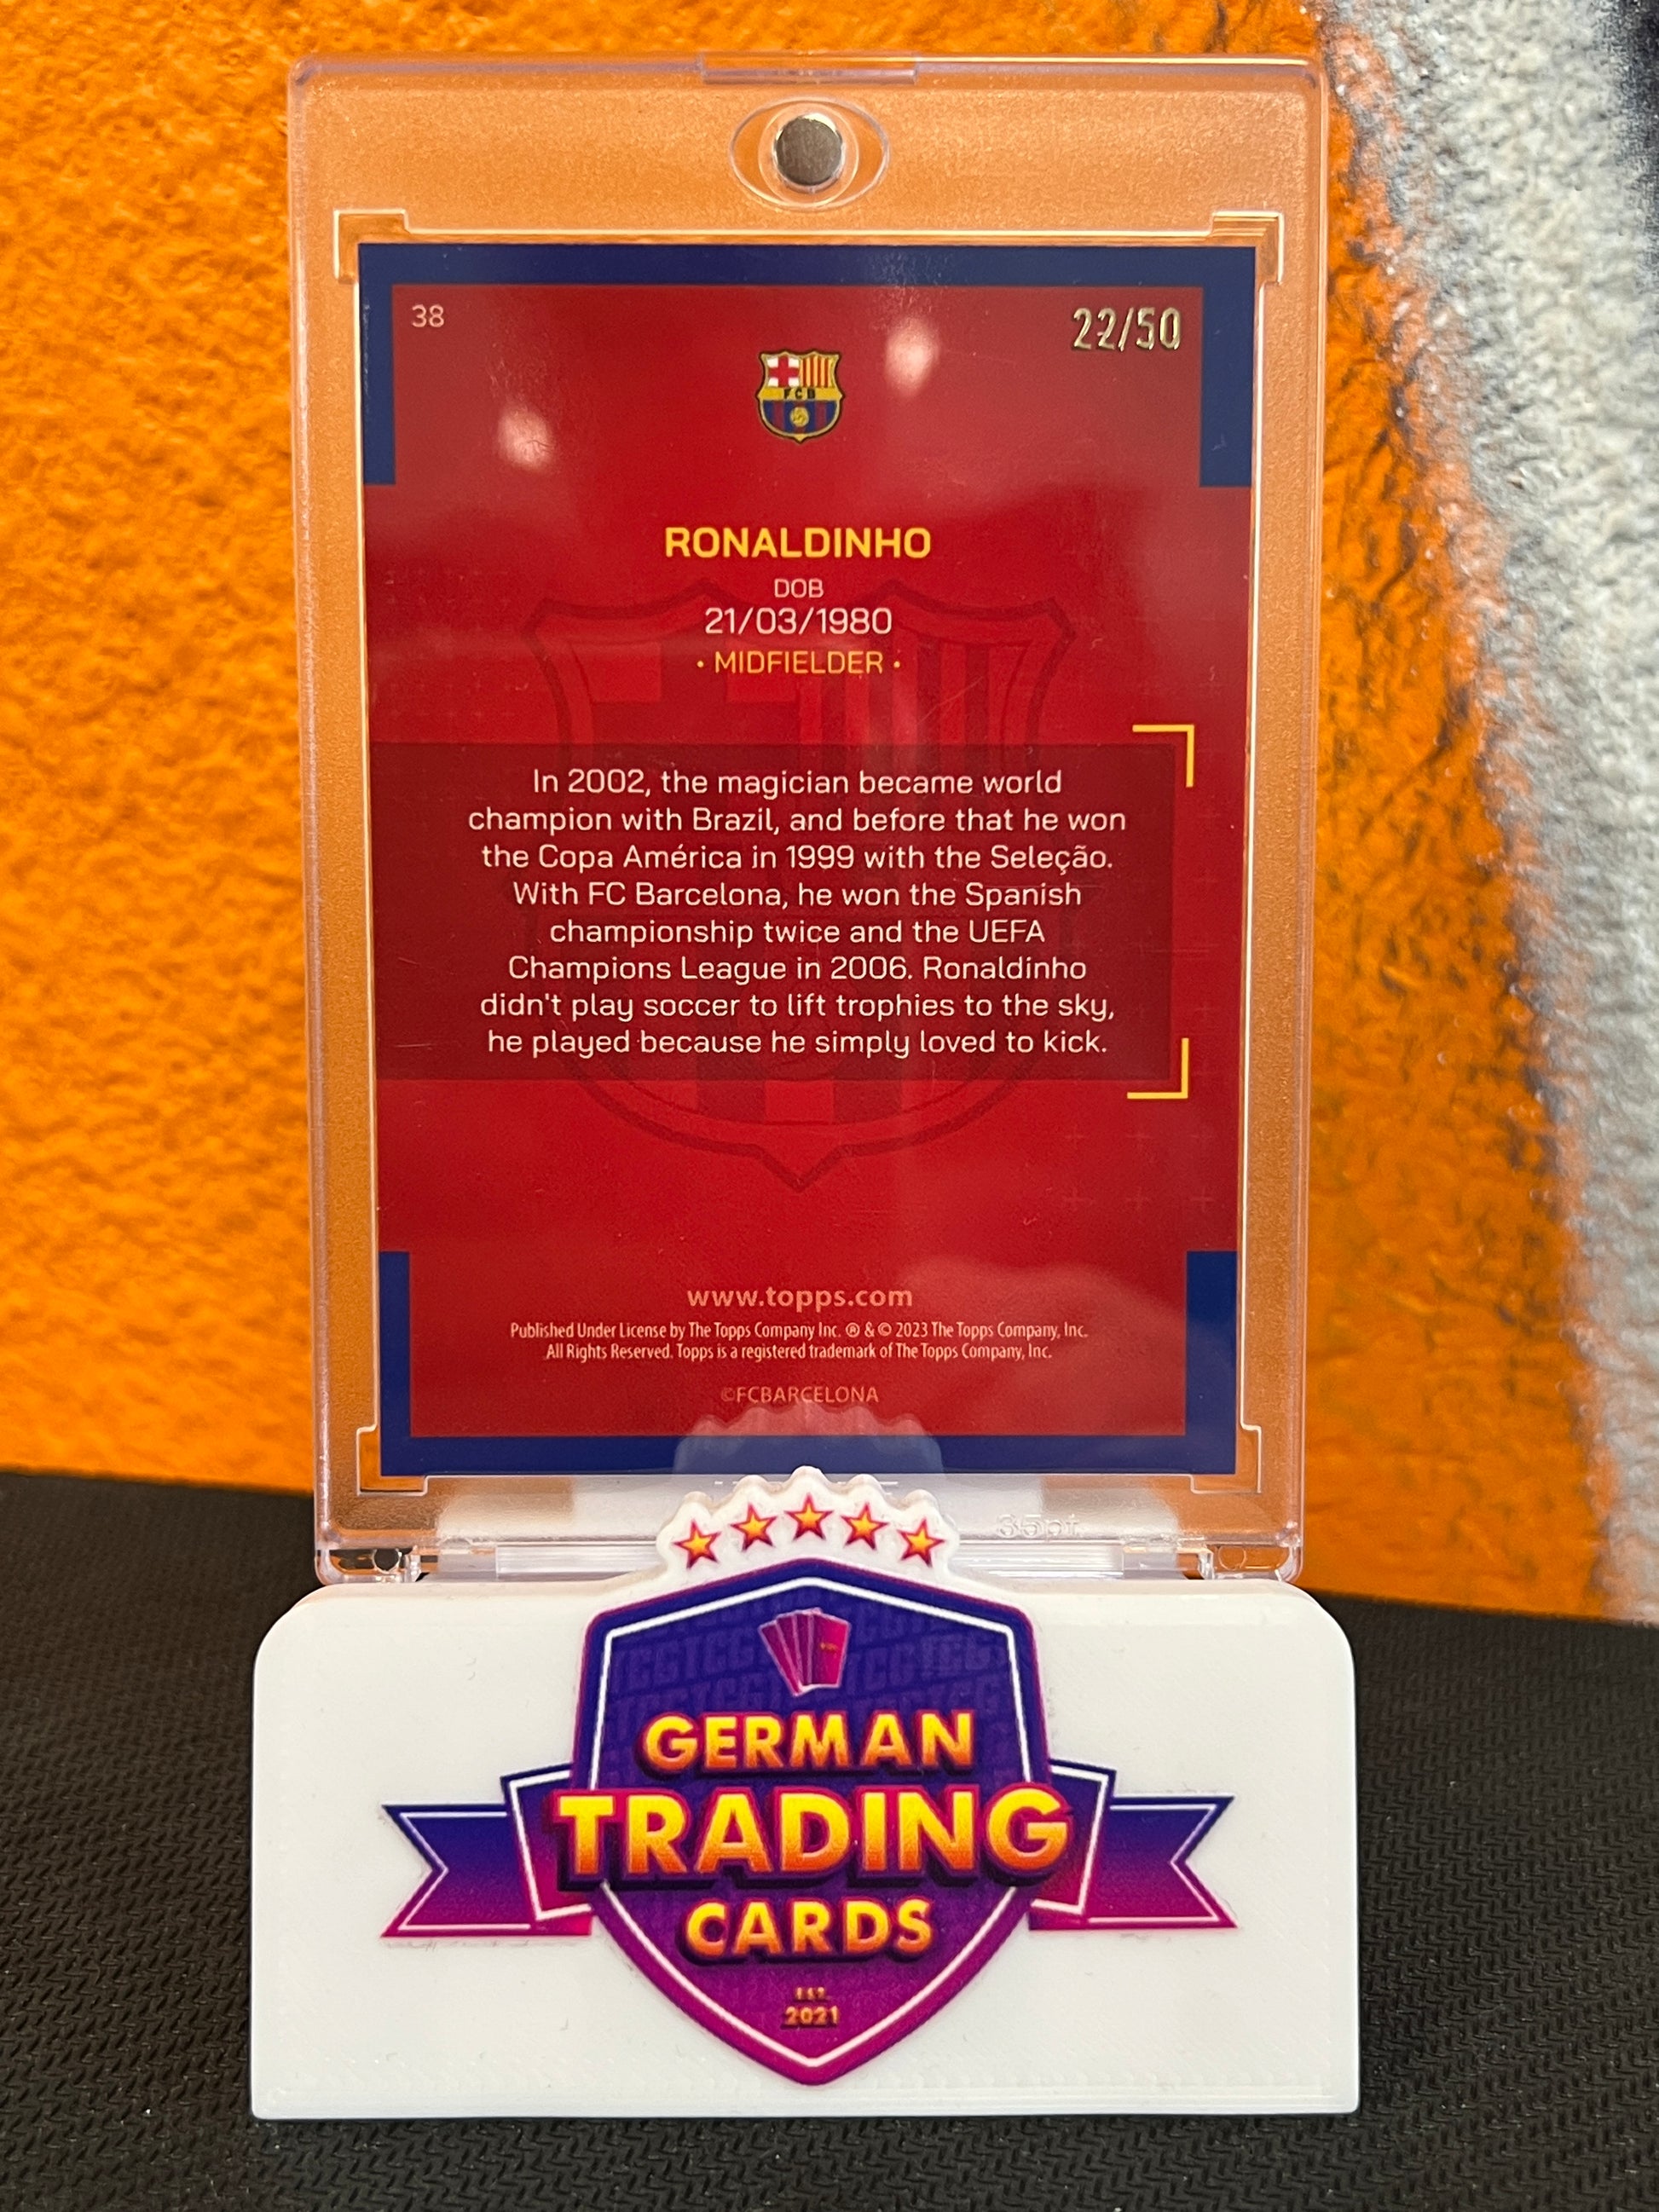 38
22/50
FCB
RONALDINHO
DOB
21/03/1980
• MIDFIELDER •
In 2002, the magician became world
champion with Brazil, and before that he won
the Copa América in 1999 with the Seleção.
With FC Barcelona, he won the Spanish
championship twice and the UEFA
Champions League in 2006. Ronaldinho
didn't play soccer to lift trophies to the sky,
he played because he simply loved to kick.
www.topps.com
Published Under License by The Topps Company Inc. ® & © 2023 The Topps Company, Inc.
All Rights Reserved. Topps is a registered trademark of The Topps Company, Inc.
©FCBARCELONA
35pt
GERMAN
TRADING
CARDS
EST.
2021